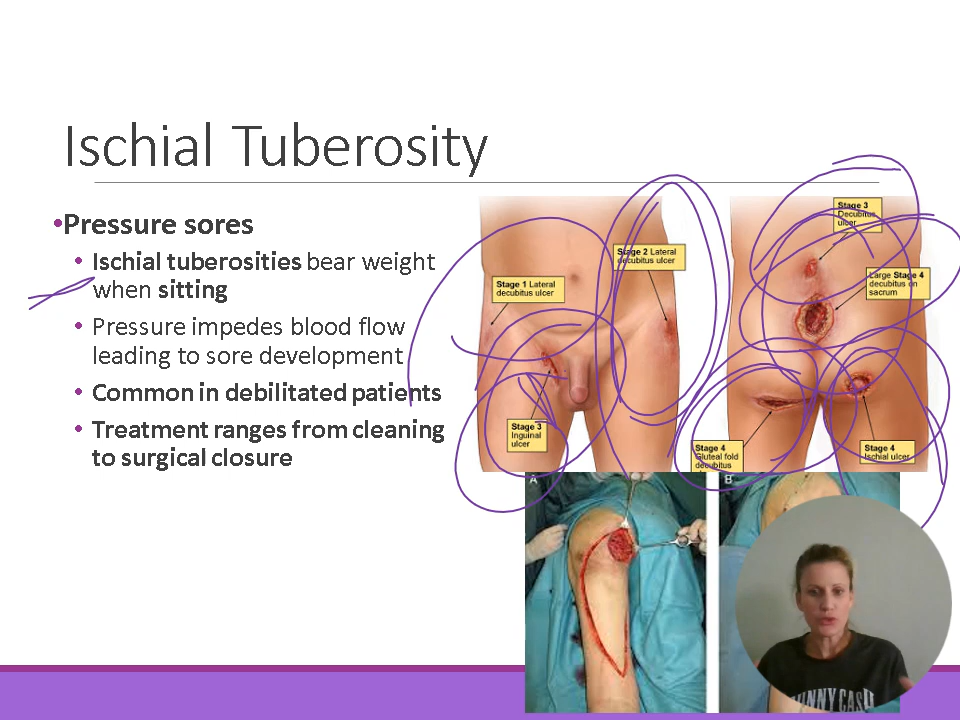 Ischial Tuberosity
•Pressure sores
• Ischial tuberosities bear weight
when sitting
• Pressure impedes blood flow
leading to sore development
• Common in debilitated patients
• Treatment ranges from cleaning
to surgical closure
Stage 1 Lateral
decubitus ulcer
Stage 2 Lateral
decubitus ulcer
Stage 3
Inguinal
ulcer
Stage 3
Decubitus
ulcer
Large Stage 4
decubitus on
sacrum
Stage 4
Gluteal fold
decubitus
Stage 4
Ischial ulcer
A
B